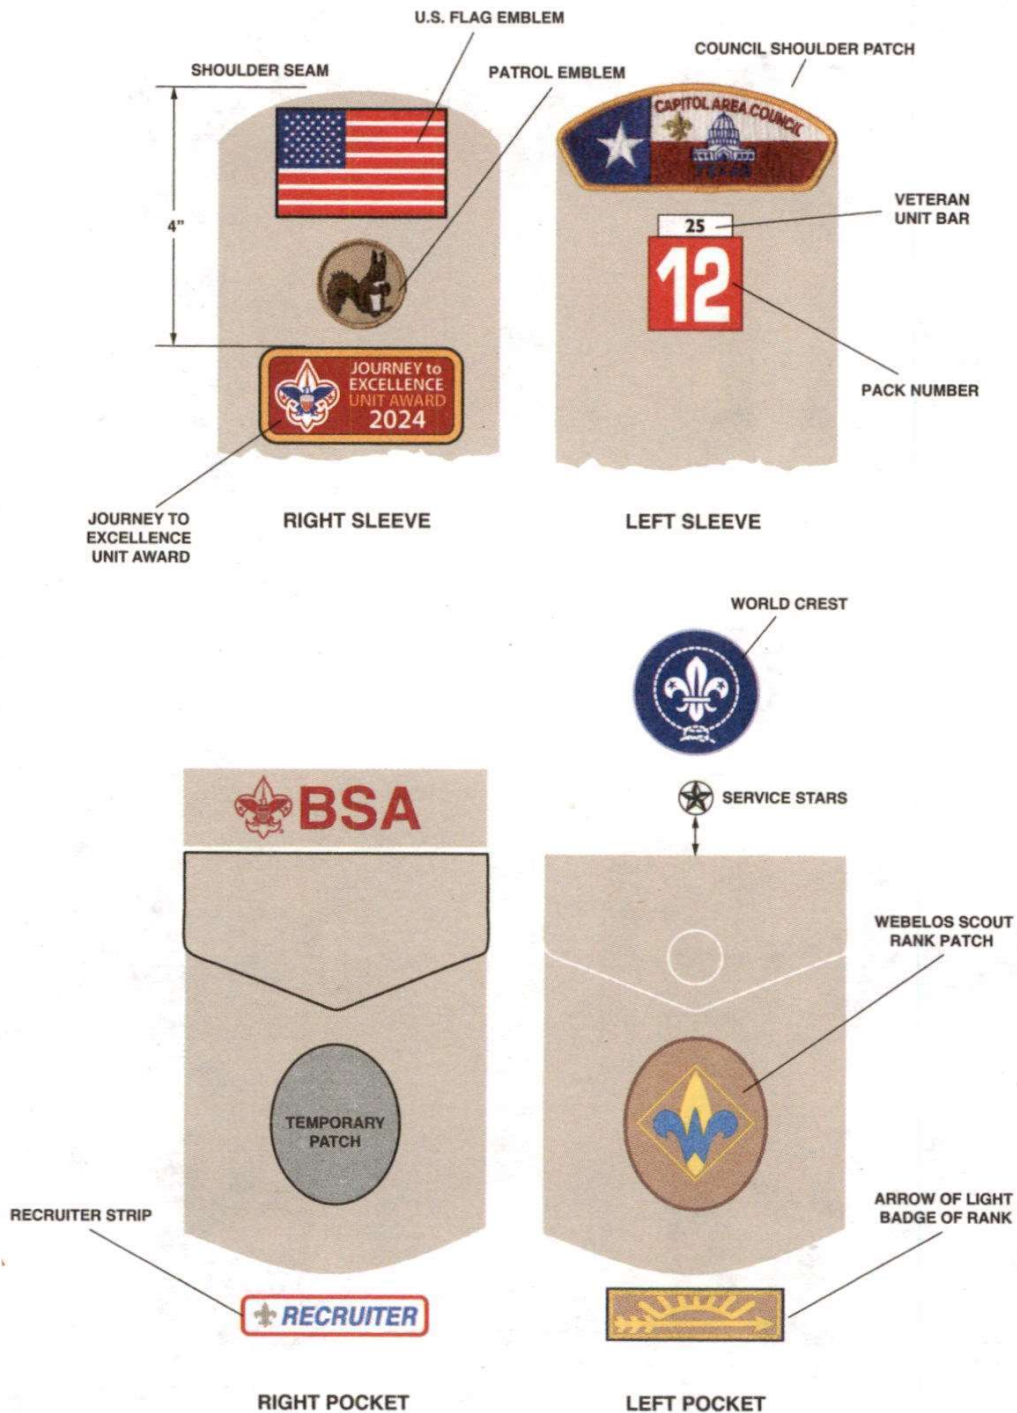 U.S. FLAG EMBLEM
COUNCIL SHOULDER PATCH
SHOULDER SEAM
PATROL EMBLEM
CAPITOL AREA COUNCIL
TEXAS
4"
VETERAN
UNIT BAR
25
12
JOURNEY to
EXCELLENCE
UNIT AWARD
2024
PACK NUMBER
JOURNEY TO
EXCELLENCE
UNIT AWARD
RIGHT SLEEVE
LEFT SLEEVE
WORLD CREST
SERVICE STARS
BSA
WEBELOS SCOUT
RANK PATCH
W
TEMPORARY
PATCH
RECRUITER STRIP
ARROW OF LIGHT
BADGE OF RANK
RECRUITER
RIGHT POCKET
LEFT POCKET